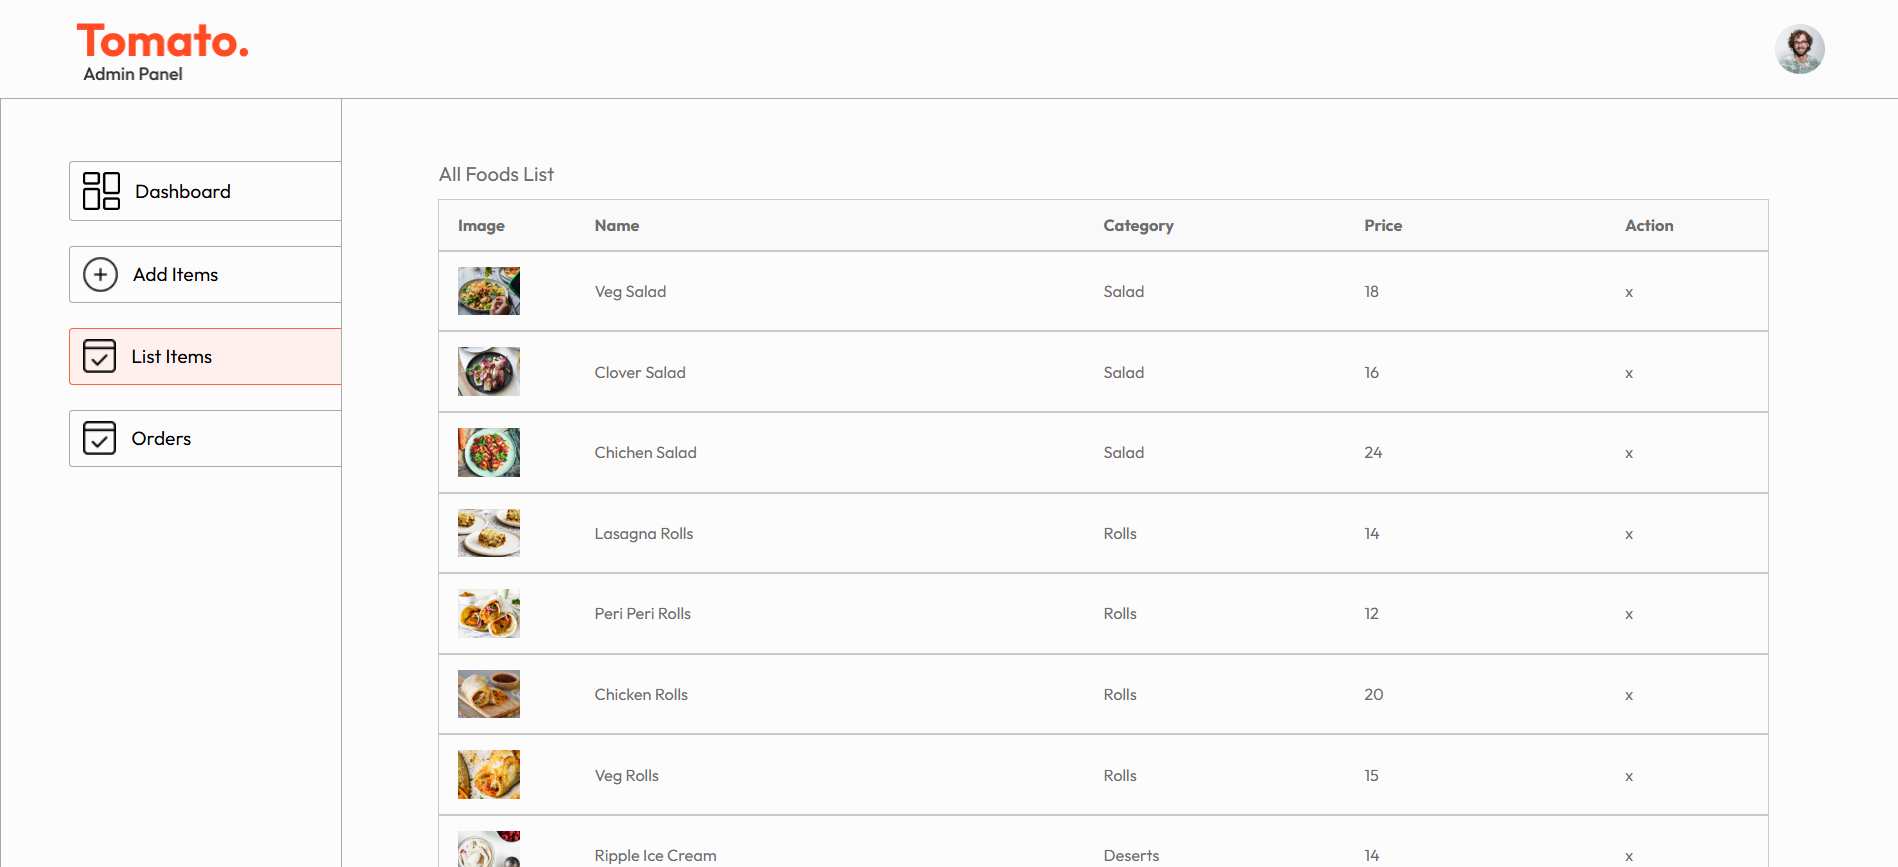 Tomato.
Admin Panel
Dashboard
Add Items
List Items
Orders
All Foods List
Image Name Category Price Action
Veg Salad Salad 18 x
Clover Salad Salad 16 x
Chichen Salad Salad 24 x
Lasagna Rolls Rolls 14 x
Peri Peri Rolls Rolls 12 x
Chicken Rolls Rolls 20 x
Veg Rolls Rolls 15 x
Ripple Ice Cream Deserts 14 x